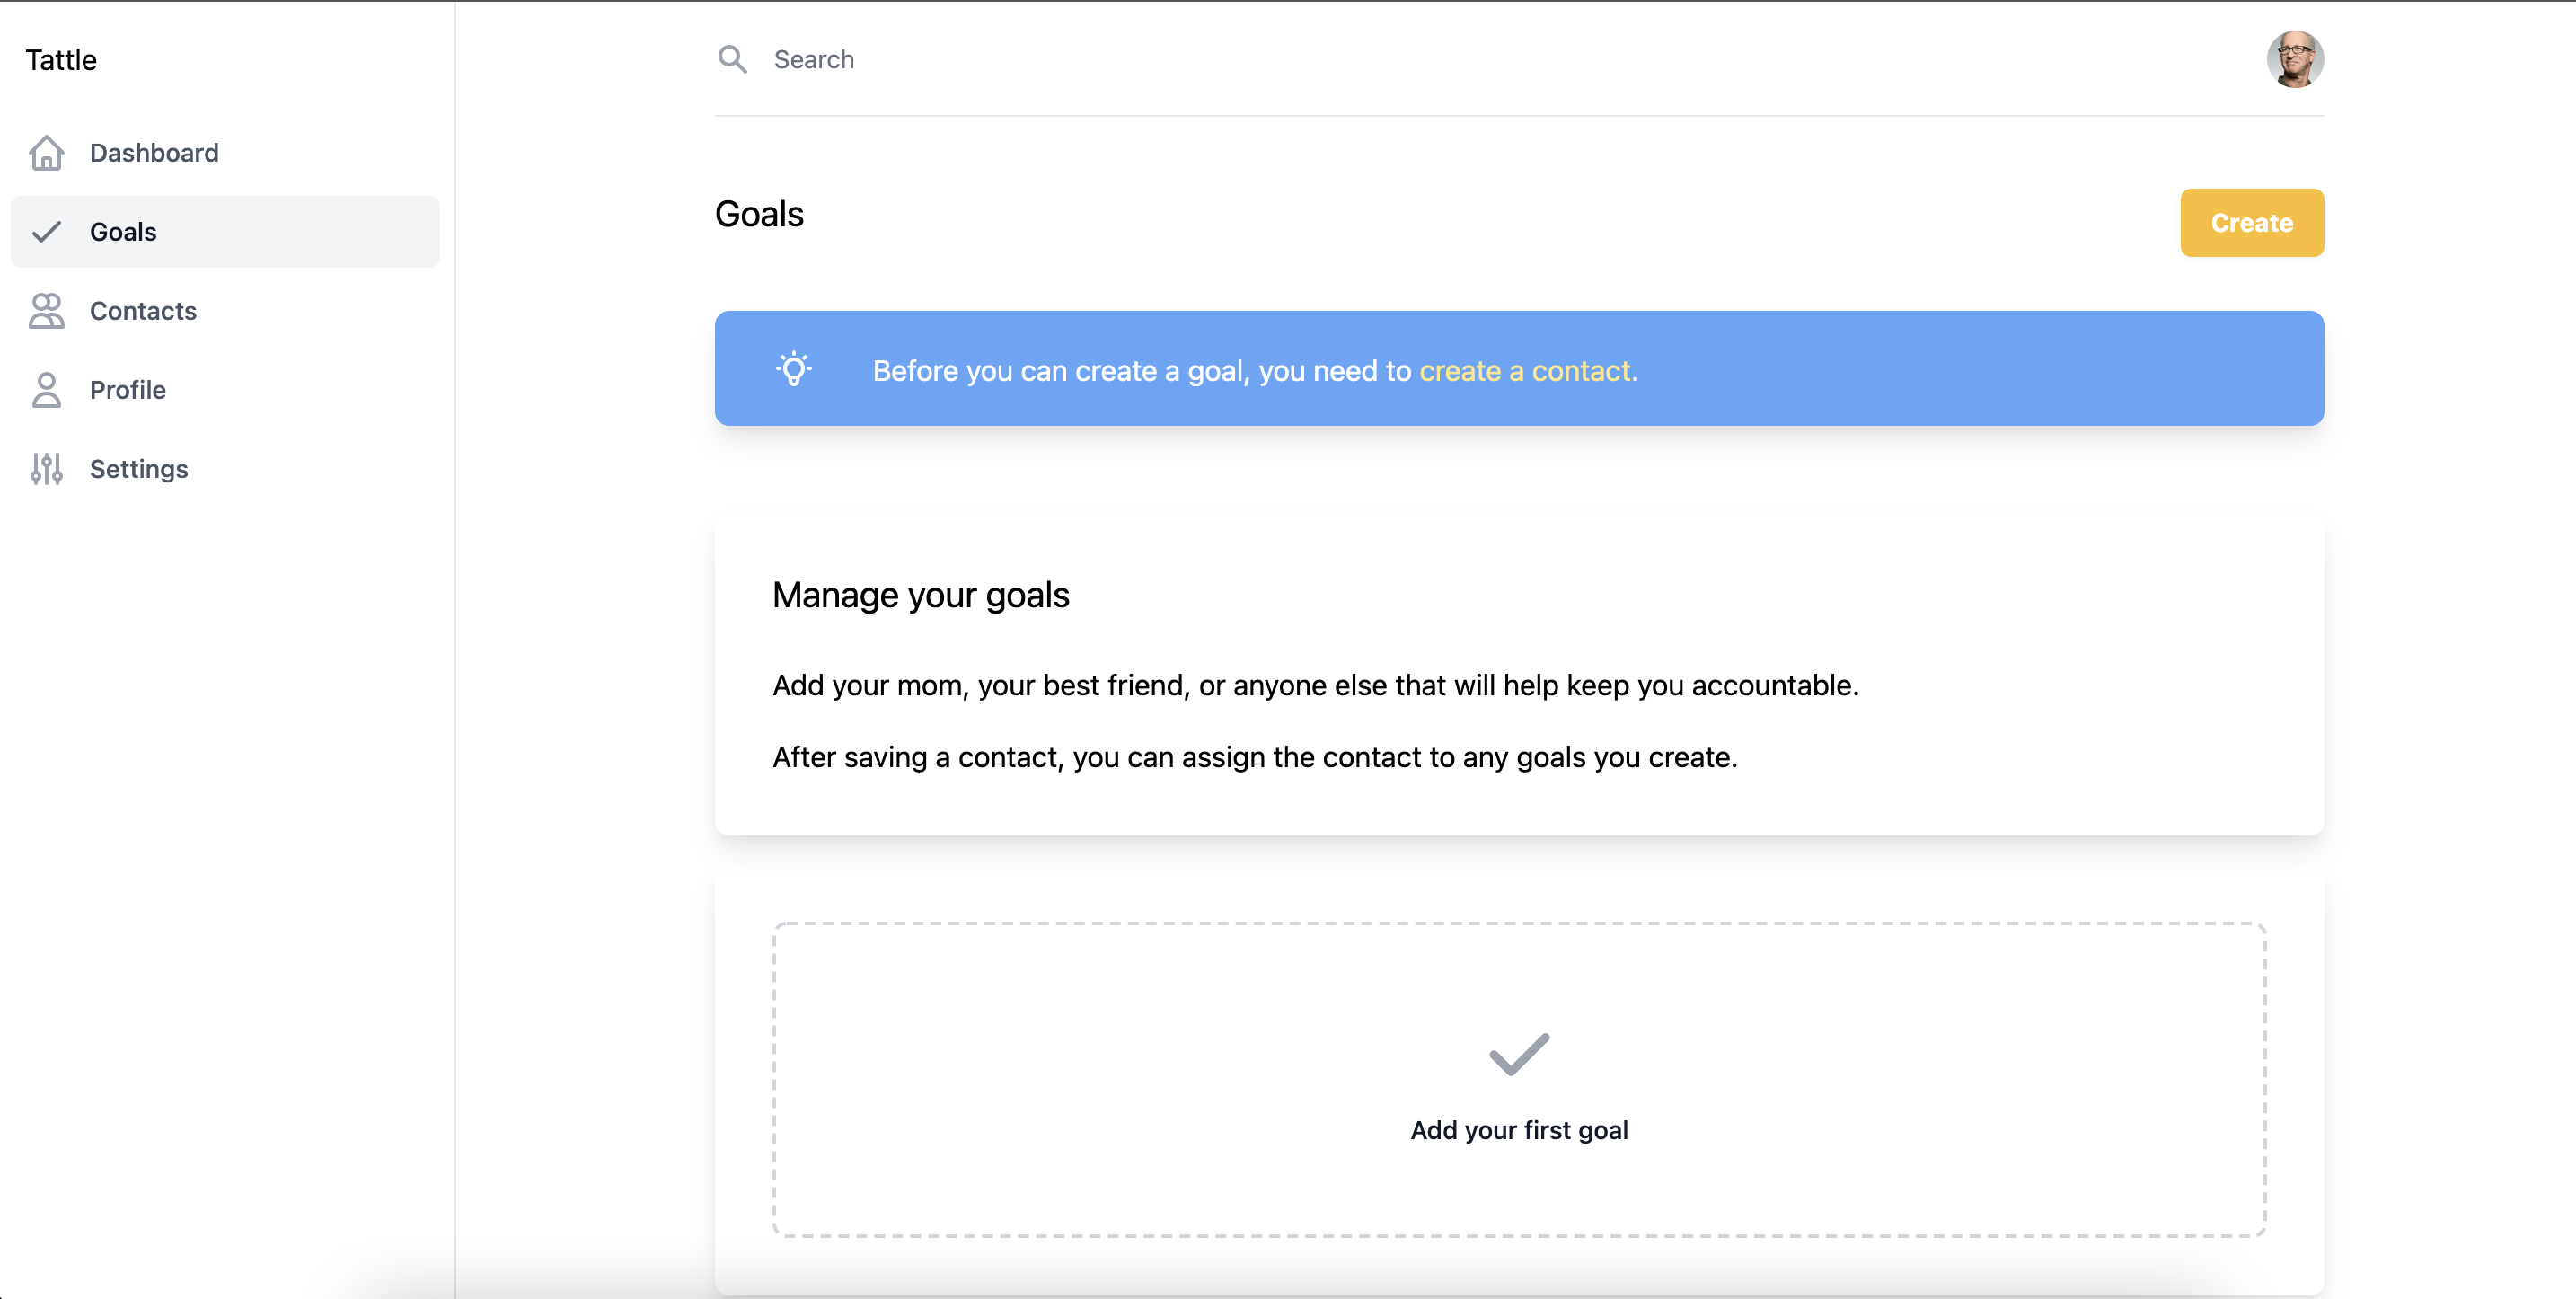 Tattle
Dashboard
Goals
Contacts
Profile
Settings
Search
Goals
Create
Before you can create a goal, you need to create a contact.
Manage your goals
Add your mom, your best friend, or anyone else that will help keep you accountable.
After saving a contact, you can assign the contact to any goals you create.
Add your first goal